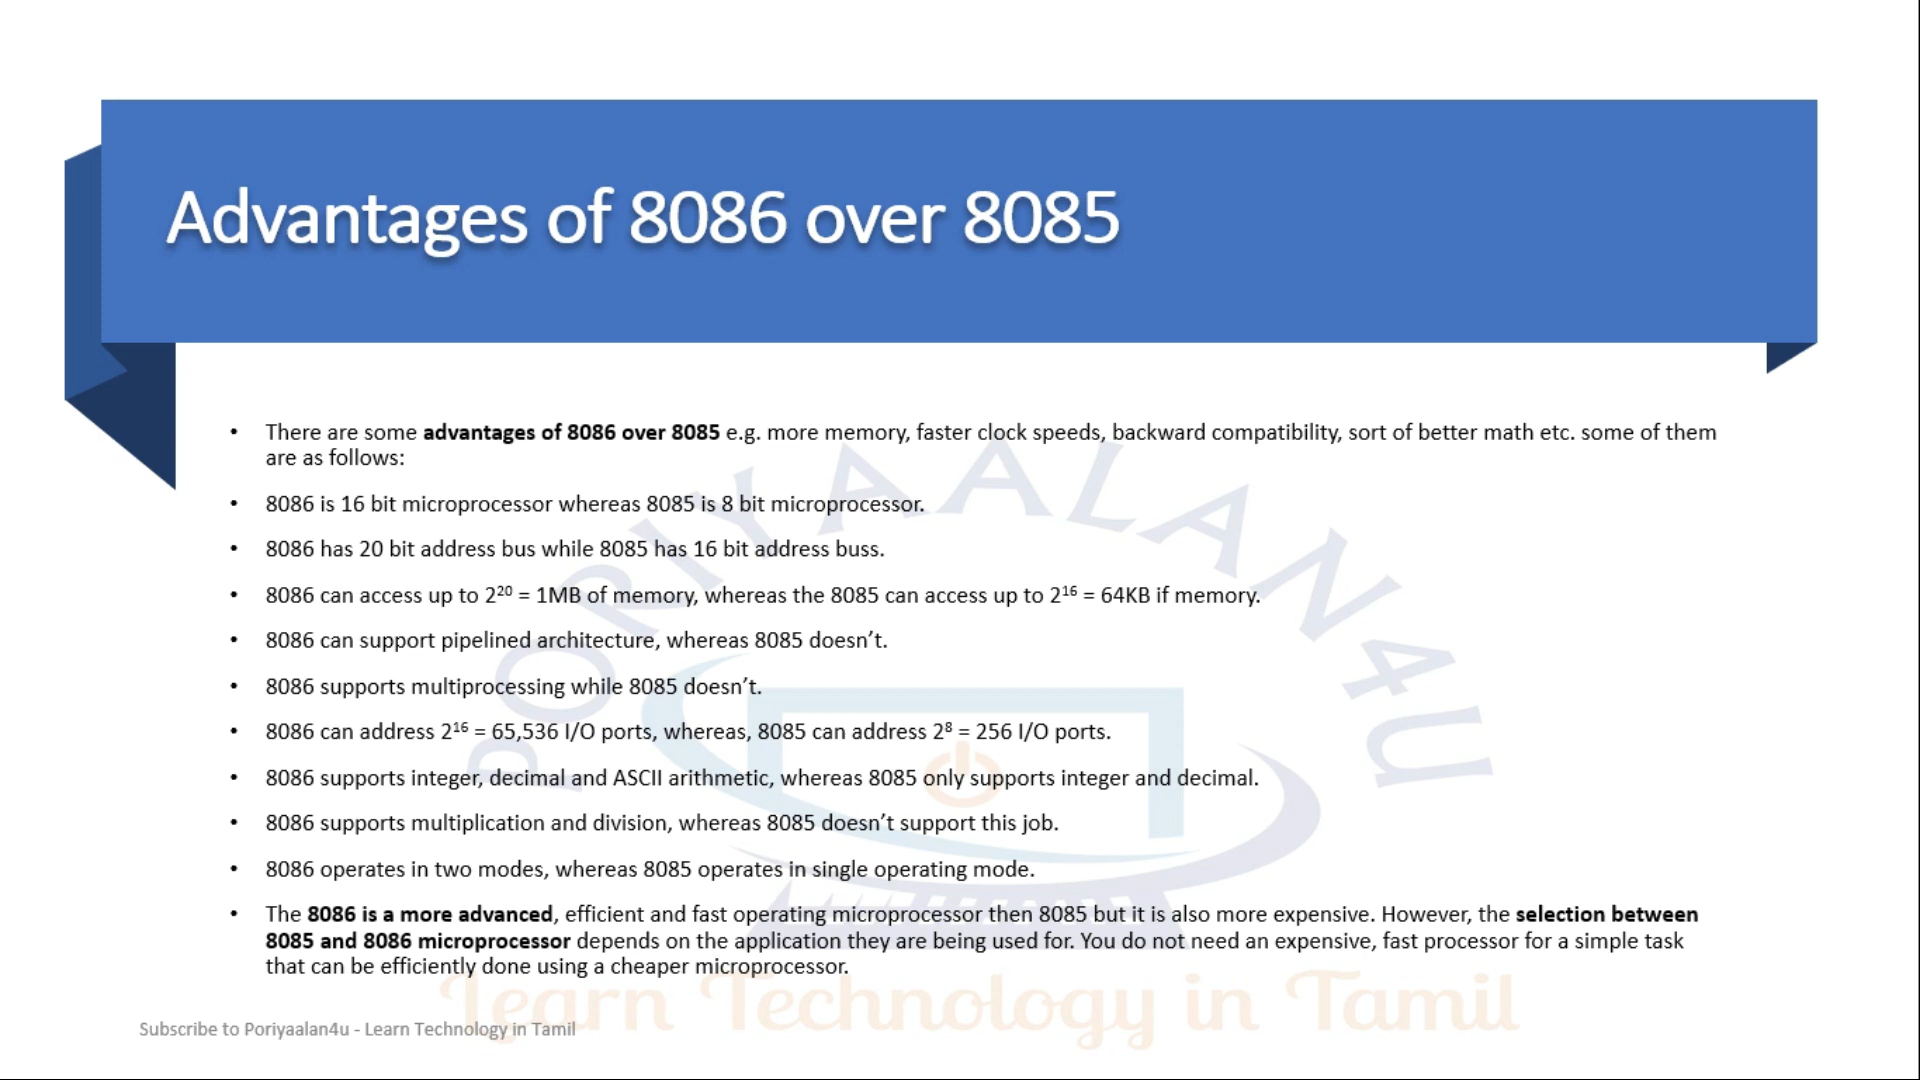 Advantages of 8086 over 8085
• There are some advantages of 8086 over 8085 e.g. more memory, faster clock speeds, backward compatibility, sort of better math etc. some of them
are as follows:
• 8086 is 16 bit microprocessor whereas 8085 is 8 bit microprocessor.
• 8086 has 20 bit address bus while 8085 has 16 bit address buss.
• 8086 can access up to 2²⁰ = 1MB of memory, whereas the 8085 can access up to 2¹⁶ = 64KB if memory.
• 8086 can support pipelined architecture, whereas 8085 doesn’t.
• 8086 supports multiprocessing while 8085 doesn’t.
• 8086 can address 2¹⁶ = 65,536 I/O ports, whereas, 8085 can address 2⁸ = 256 I/O ports.
• 8086 supports integer, decimal and ASCII arithmetic, whereas 8085 only supports integer and decimal.
• 8086 supports multiplication and division, whereas 8085 doesn’t support this job.
• 8086 operates in two modes, whereas 8085 operates in single operating mode.
• The 8086 is a more advanced, efficient and fast operating microprocessor then 8085 but it is also more expensive. However, the selection between
8085 and 8086 microprocessor depends on the application they are being used for. You do not need an expensive, fast processor for a simple task
that can be efficiently done using a cheaper microprocessor.
PORIYAALAN4U
Learn Technology in Tamil
Subscribe to Poriyaalan4u - Learn Technology in Tamil